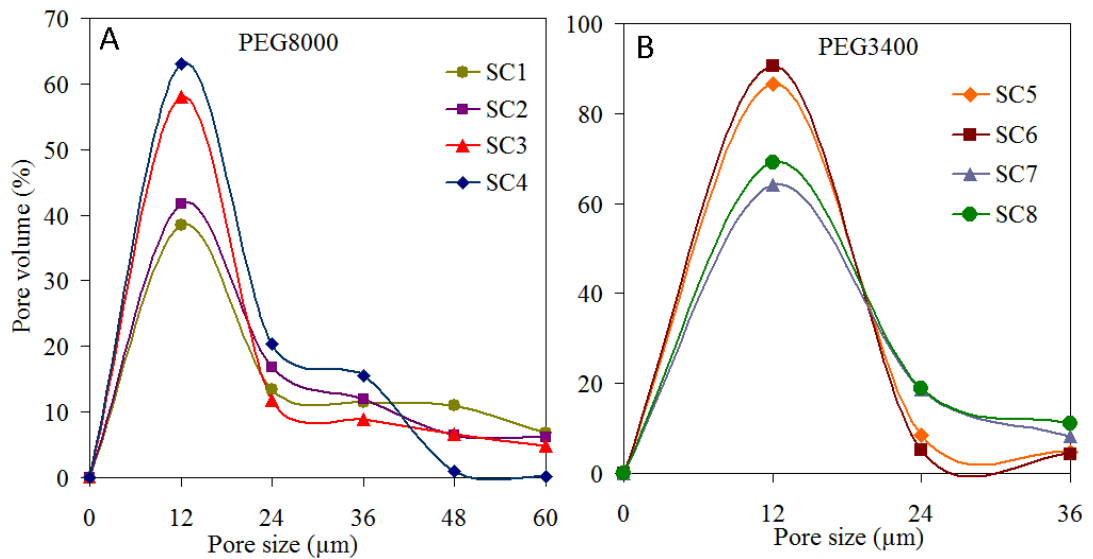 A
PEG8000
SC1
SC2
SC3
SC4
Pore volume (%)
70
60
50
40
30
20
10
0
0 12 24 36 48 60
Pore size (µm)
B
PEG3400
SC5
SC6
SC7
SC8
100
80
60
40
20
0
0 12 24 36
Pore size (µm)